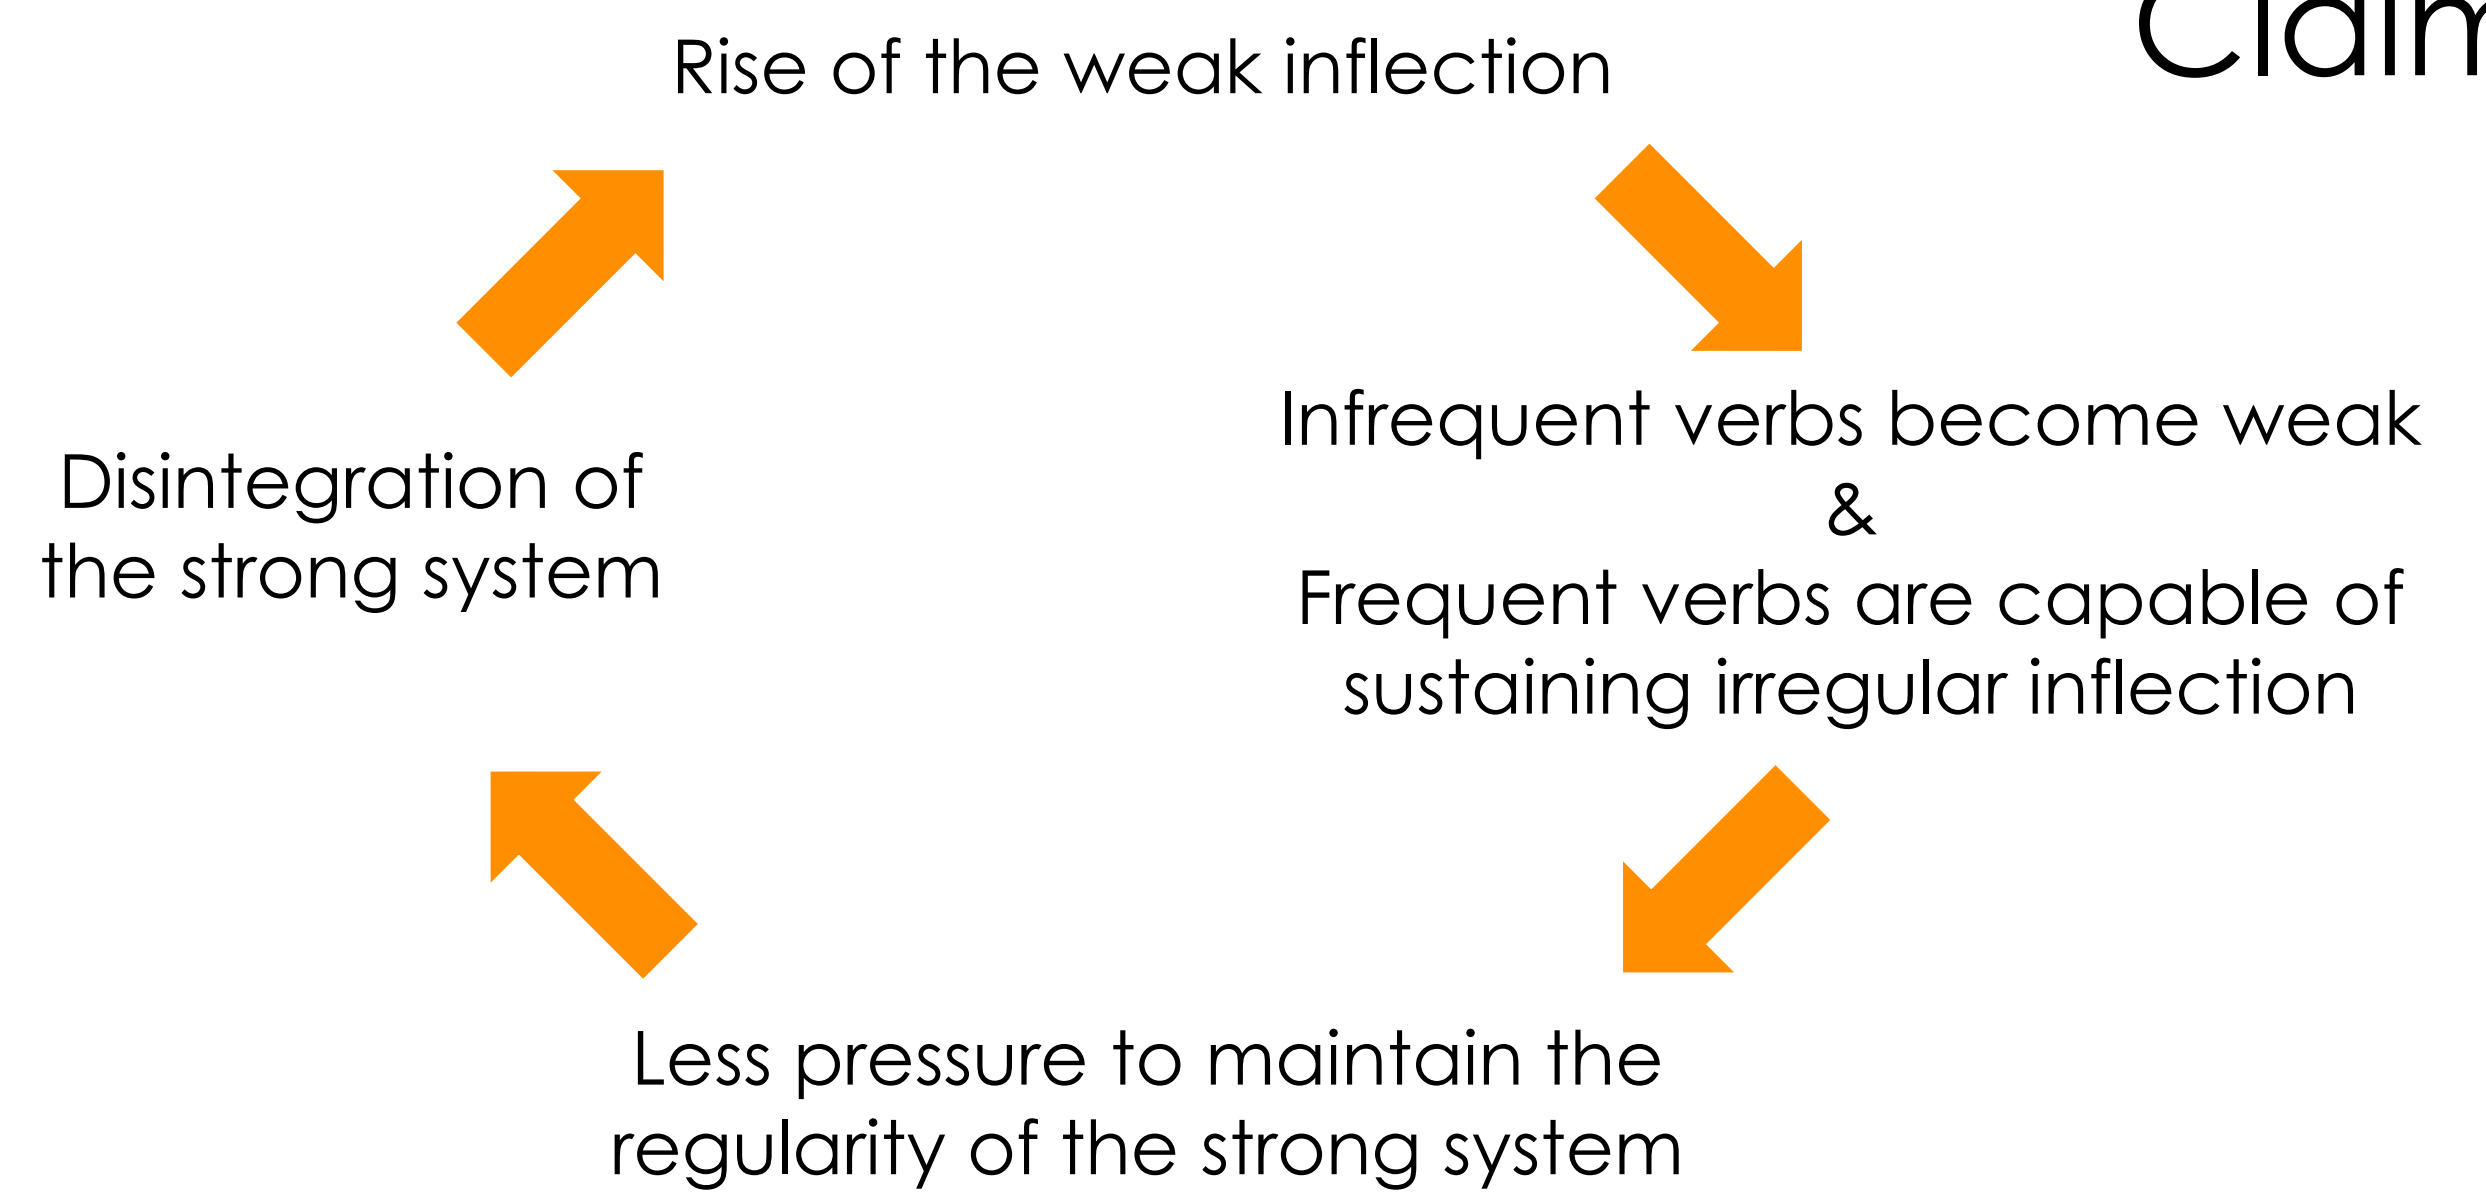 Rise of the weak inflection
Infrequent verbs become weak
&
Frequent verbs are capable of
sustaining irregular inflection
Disintegration of
the strong system
Less pressure to maintain the
regularity of the strong system